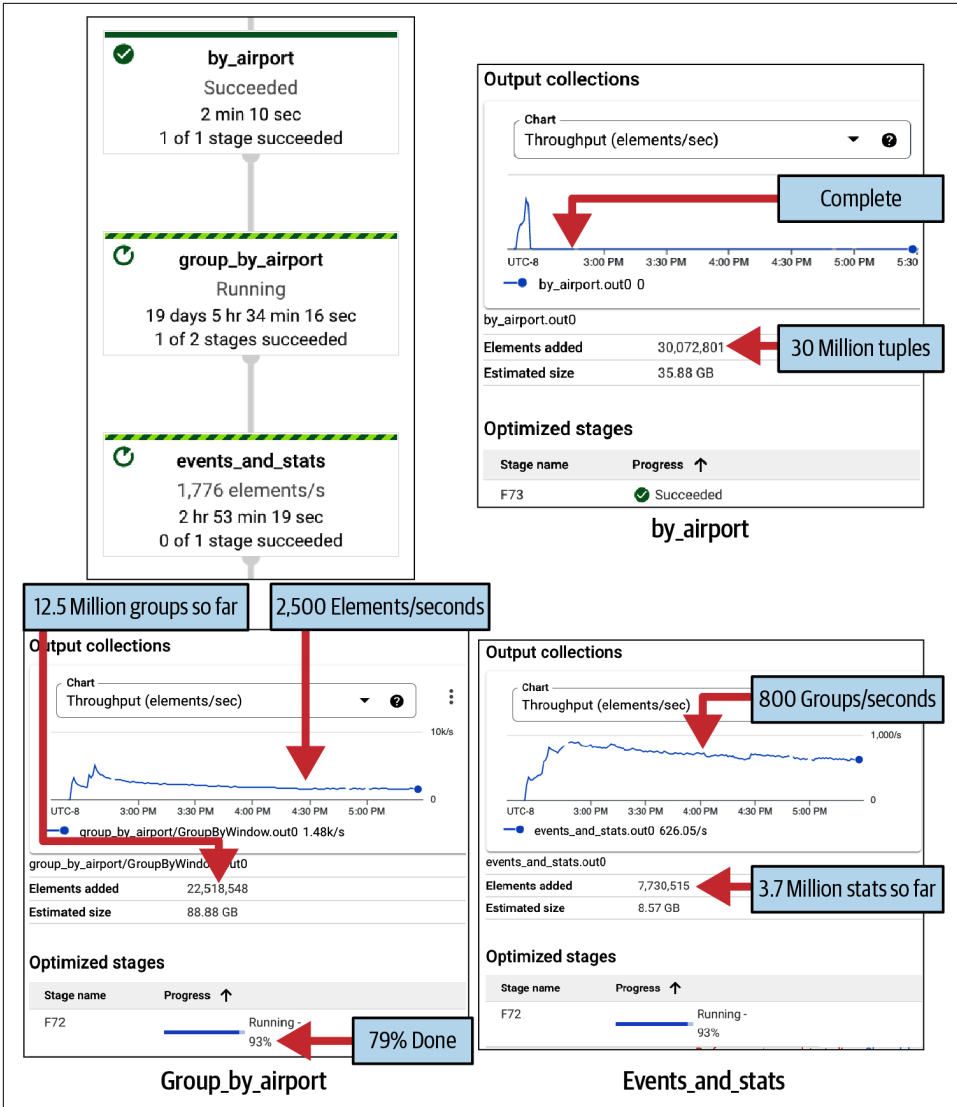 by_airport
Succeeded
2 min 10 sec
1 of 1 stage succeeded
group_by_airport
Running
19 days 5 hr 34 min 16 sec
1 of 2 stages succeeded
events_and_stats
1,776 elements/s
2 hr 53 min 19 sec
0 of 1 stage succeeded
Output collections
Chart
Throughput (elements/sec)
Complete
UTC-8 3:00 PM 3:30 PM 4:00 PM 4:30 PM 5:00 PM 5:30
by_airport.out0 0
by_airport.out0
Elements added 30,072,801
30 Million tuples
Estimated size 35.88 GB
Optimized stages
Stage name Progress
F73 Succeeded
by_airport
12.5 Million groups so far
2,500 Elements/seconds
Output collections
Chart
Throughput (elements/sec)
10k/s
0
UTC-8 3:00 PM 3:30 PM 4:00 PM 4:30 PM 5:00 PM
group_by_airport/GroupByWindow.out0 1.48k/s
group_by_airport/GroupByWindow.out0
Elements added 22,518,548
Estimated size 88.88 GB
Optimized stages
Stage name Progress
F72 Running -
93%
79% Done
Group_by_airport
Output collections
Chart
Throughput (elements/sec)
800 Groups/seconds
1,000/s
0
UTC-8 3:00 PM 3:30 PM 4:00 PM 4:30 PM 5:00 PM
events_and_stats.out0 626.05/s
events_and_stats.out0
Elements added 7,730,515
3.7 Million stats so far
Estimated size 8.57 GB
Optimized stages
Stage name Progress
F72 Running -
93%
Events_and_stats